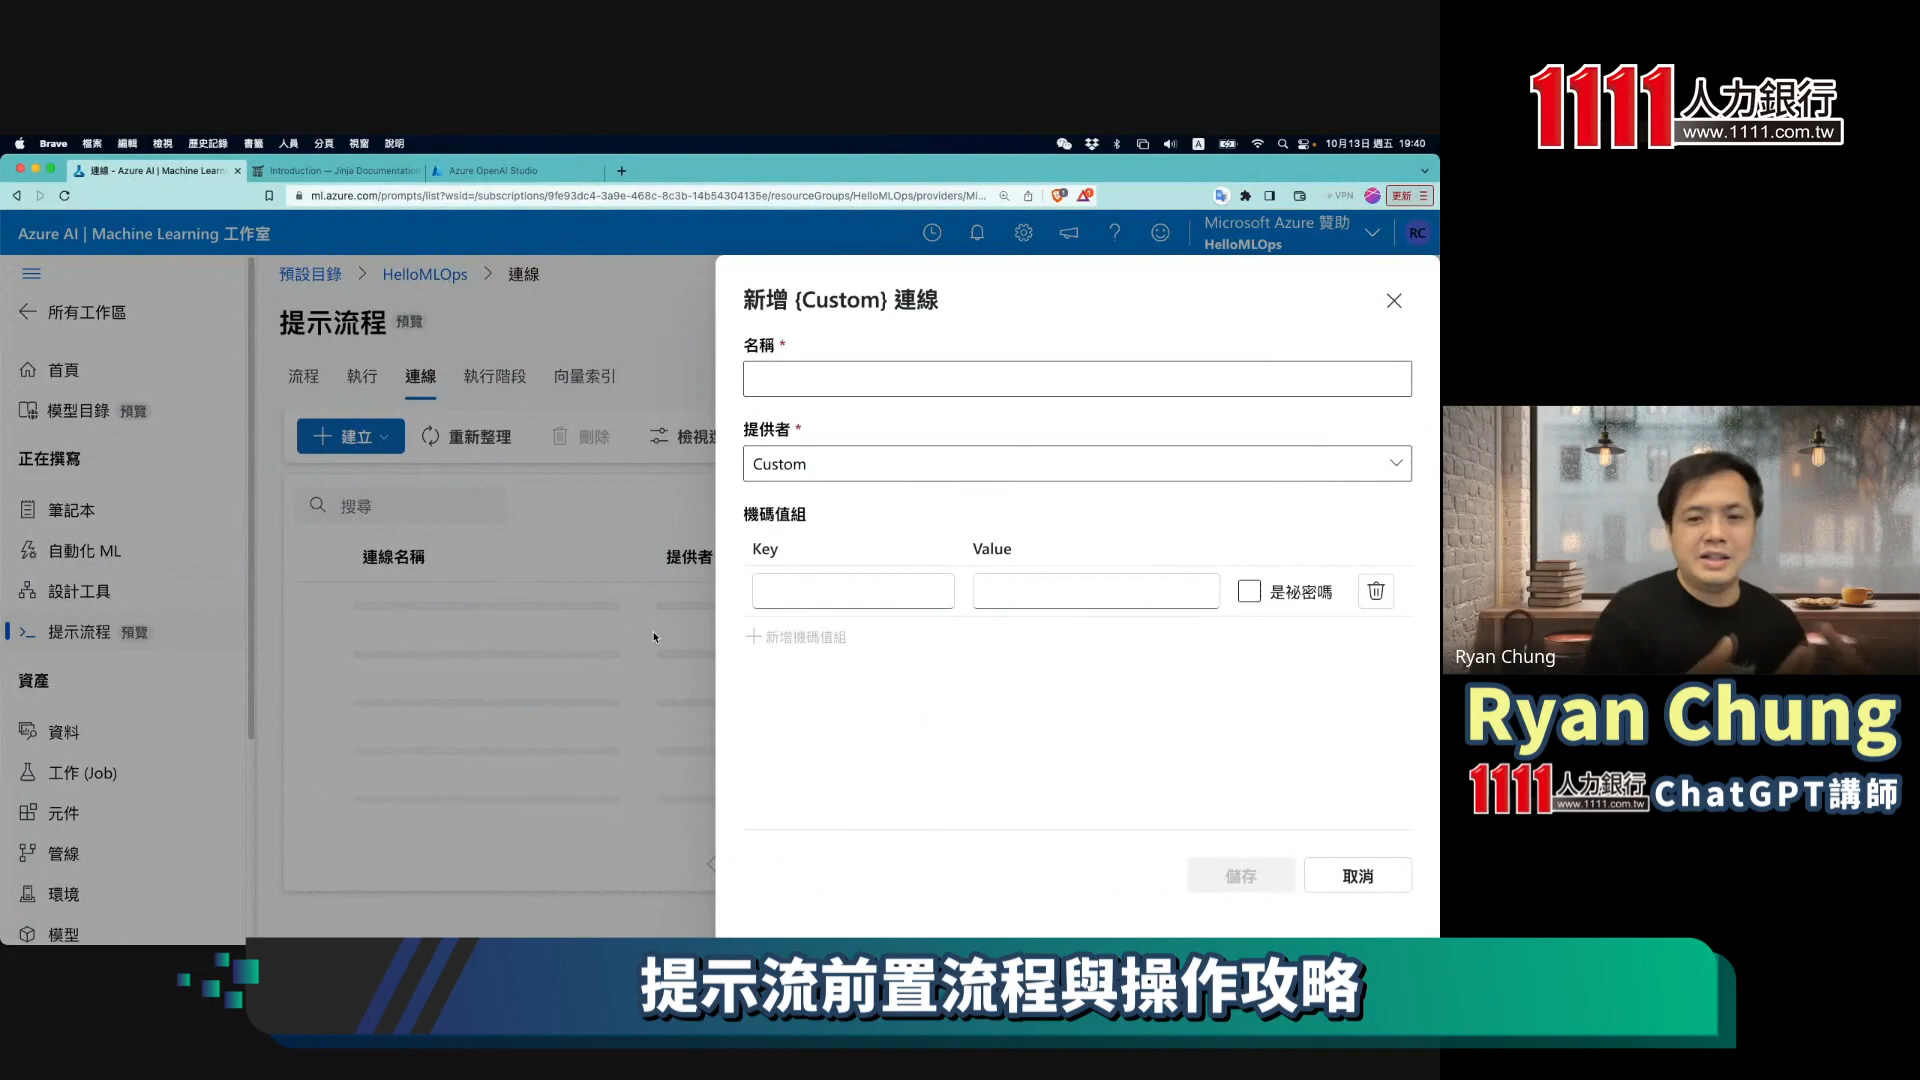 Brave 檔案 編輯 檢視 歷史記錄 書籤 人員 分頁 視窗 說明
10月13日 週五 19:40
連線 - Azure AI | Machine Learn
Introduction — Jinja Documentation
Azure OpenAI Studio
ml.azure.com/prompts/list?wsid=/subscriptions/9fe93dc4-3a9e-468c-8c3b-14b54304135e/resourceGroups/HelloMLOps/providers/Mi...
VPN
更新
Azure AI | Machine Learning 工作室
Microsoft Azure 贊助
HelloMLOps
RC
所有工作區
首頁
模型目錄 預覽
正在撰寫
筆記本
自動化 ML
設計工具
提示流程 預覽
資產
資料
工作 (Job)
元件
管線
環境
模型
預設目錄 > HelloMLOps > 連線
提示流程 預覽
流程 執行 連線 執行階段 向量索引
建立 重新整理 刪除
搜尋
連線名稱 提供者
新增 {Custom} 連線
名稱 *
提供者 *
Custom
機碼值組
Key Value
是祕密嗎
新增機碼值組
儲存 取消
1111人力銀行
www.1111.com.tw
Ryan Chung
Ryan Chung
1111人力銀行 www.1111.com.tw ChatGPT講師
提示流前置流程與操作攻略